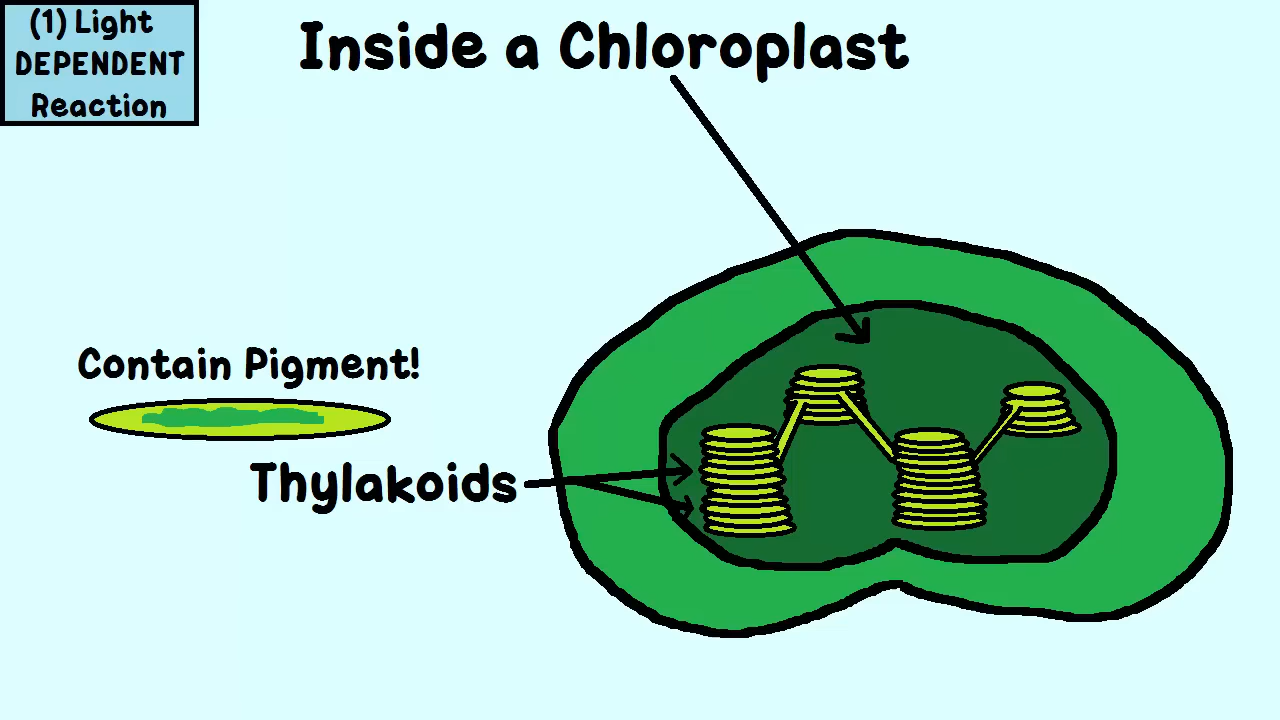 (1) Light
DEPENDENT
Reaction
Inside a Chloroplast
Contain Pigment!
Thylakoids